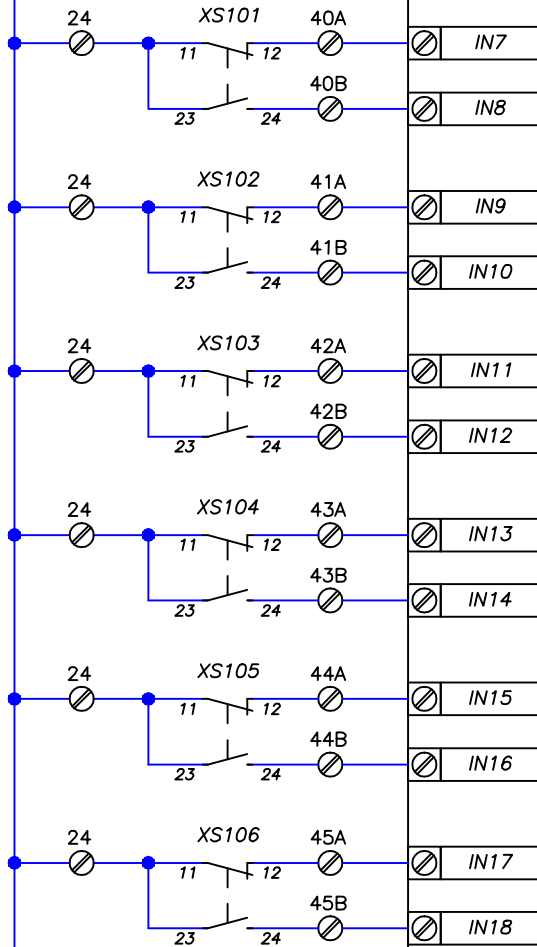 24 XS101 40A
11 12 IN7
40B
23 24 IN8
24 XS102 41A
11 12 IN9
41B
23 24 IN10
24 XS103 42A
11 12 IN11
42B
23 24 IN12
24 XS104 43A
11 12 IN13
43B
23 24 IN14
24 XS105 44A
11 12 IN15
44B
23 24 IN16
24 XS106 45A
11 12 IN17
45B
23 24 IN18